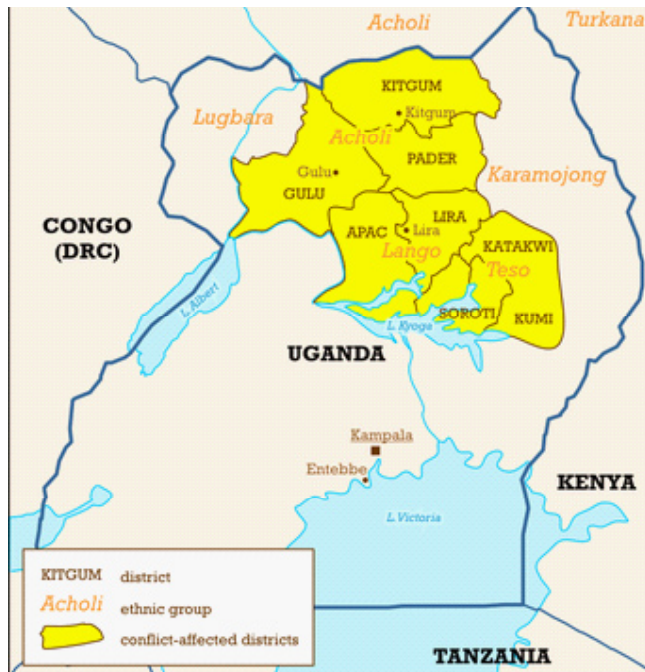 Acholi
Turkana
KITGUM
Kitgum
Lugbara
Acholi
PADER
Gulu
GULU
Karamojong
CONGO
(DRC)
APAC
LIRA
Lira
Lango
KATAKWI
Teso
L. Albert
SOROTI
KUMI
L. Kyoga
UGANDA
Kampala
Entebbe
KENYA
L. Victoria
KITGUM district
Acholi ethnic group
conflict-affected districts
TANZANIA